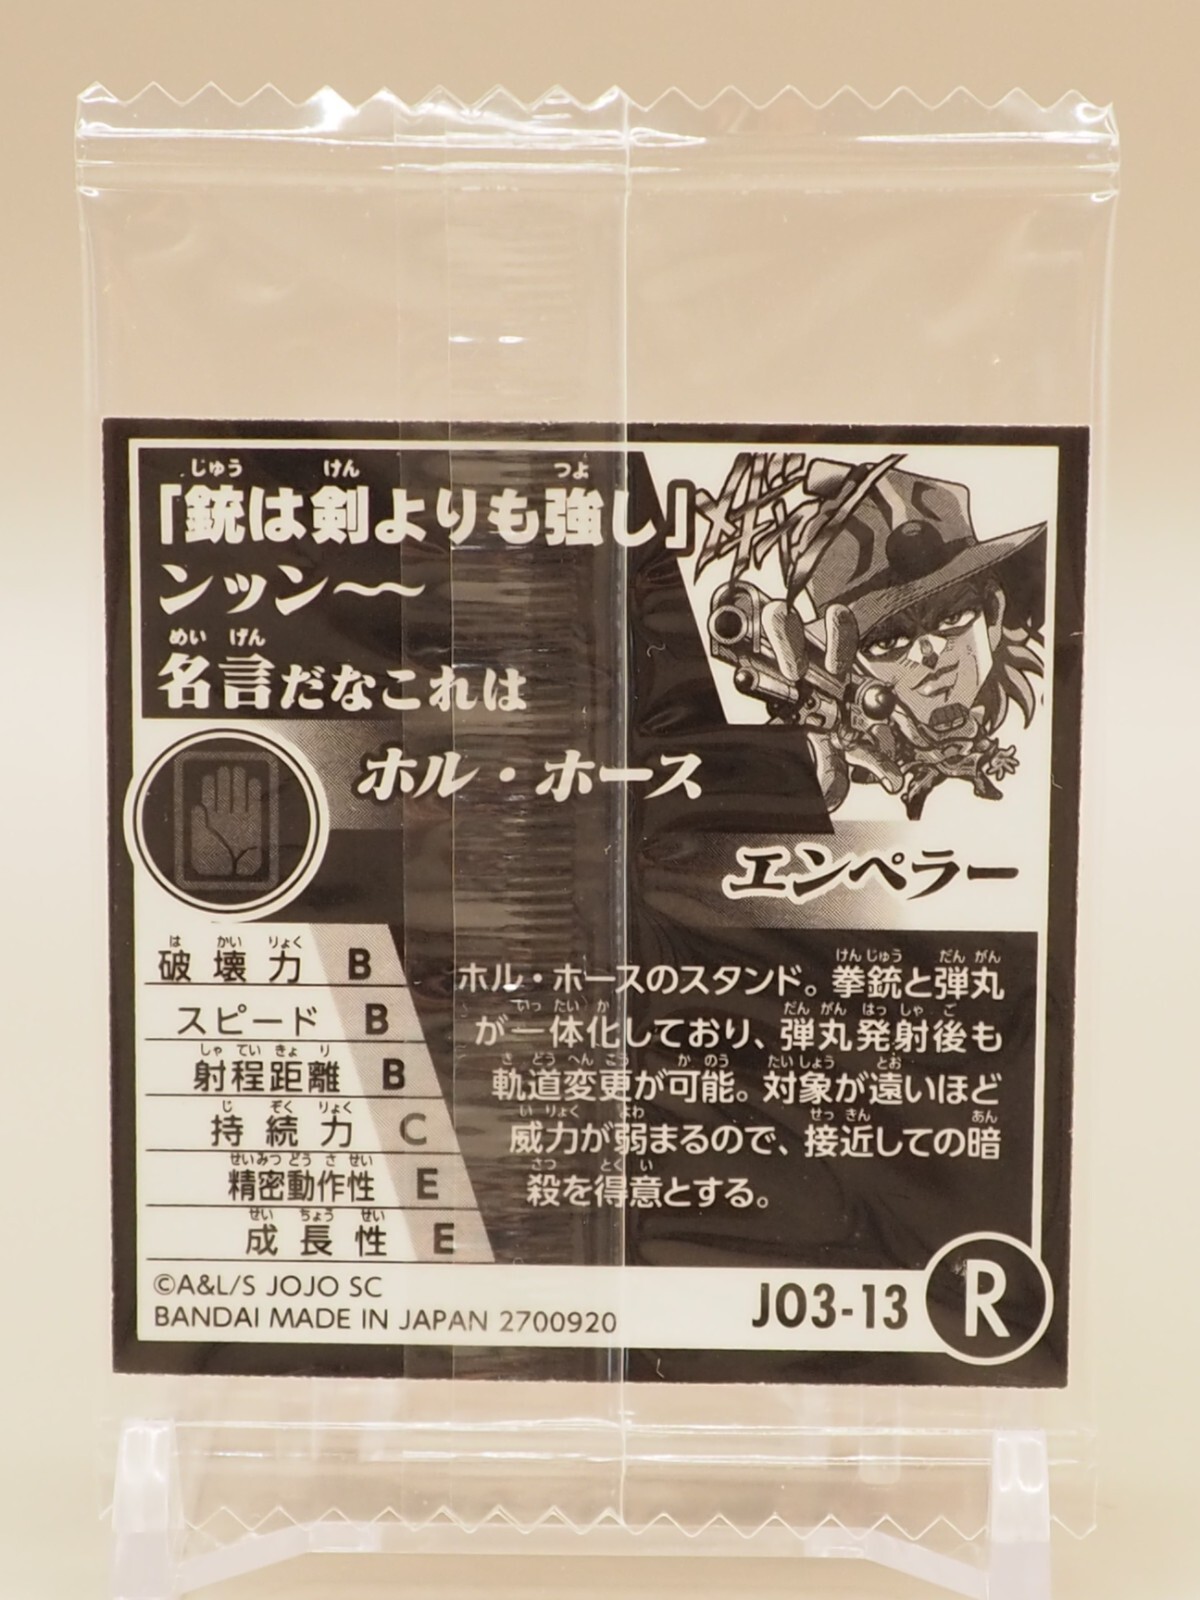 「銃は剣よりも強し」
ンッン～
名言だなこれは
メギャン
ホル・ホース
エンペラー
破壊力 B
スピード B
射程距離 B
持続力 C
精密動作性 E
成長性 E
ホル・ホースのスタンド。拳銃と弾丸
が一体化しており、弾丸発射後も
軌道変更が可能。対象が遠いほど
威力が弱まるので、接近しての暗
殺を得意とする。
©A&L/S JOJO SC
BANDAI MADE IN JAPAN 2700920
JO3-13
R